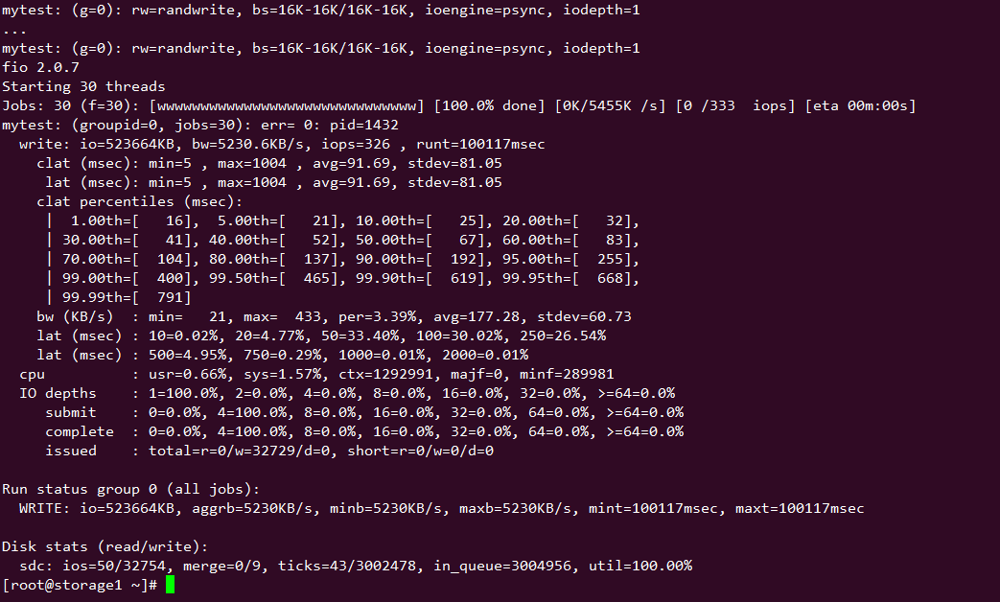 mytest: (g=0): rw=randwrite, bs=16K-16K/16K-16K, ioengine=psync, iodepth=1
...
mytest: (g=0): rw=randwrite, bs=16K-16K/16K-16K, ioengine=psync, iodepth=1
fio 2.0.7
Starting 30 threads
Jobs: 30 (f=30): [wwwwwwwwwwwwwwwwwwwwwwwwwwwwww] [100.0% done] [0K/5455K /s] [0 /333  iops] [eta 00m:00s]
mytest: (groupid=0, jobs=30): err= 0: pid=1432
  write: io=523664KB, bw=5230.6KB/s, iops=326 , runt=100117msec
    clat (msec): min=5 , max=1004 , avg=91.69, stdev=81.05
     lat (msec): min=5 , max=1004 , avg=91.69, stdev=81.05
    clat percentiles (msec):
     |  1.00th=[   16],  5.00th=[   21], 10.00th=[   25], 20.00th=[   32],
     | 30.00th=[   41], 40.00th=[   52], 50.00th=[   67], 60.00th=[   83],
     | 70.00th=[  104], 80.00th=[  137], 90.00th=[  192], 95.00th=[  255],
     | 99.00th=[  400], 99.50th=[  465], 99.90th=[  619], 99.95th=[  668],
     | 99.99th=[  791]
    bw (KB/s)  : min=   21, max=  433, per=3.39%, avg=177.28, stdev=60.73
    lat (msec) : 10=0.02%, 20=4.77%, 50=33.40%, 100=30.02%, 250=26.54%
    lat (msec) : 500=4.95%, 750=0.29%, 1000=0.01%, 2000=0.01%
  cpu          : usr=0.66%, sys=1.57%, ctx=1292991, majf=0, minf=289981
  IO depths    : 1=100.0%, 2=0.0%, 4=0.0%, 8=0.0%, 16=0.0%, 32=0.0%, >=64=0.0%
     submit    : 0=0.0%, 4=100.0%, 8=0.0%, 16=0.0%, 32=0.0%, 64=0.0%, >=64=0.0%
     complete  : 0=0.0%, 4=100.0%, 8=0.0%, 16=0.0%, 32=0.0%, 64=0.0%, >=64=0.0%
     issued    : total=r=0/w=32729/d=0, short=r=0/w=0/d=0

Run status group 0 (all jobs):
  WRITE: io=523664KB, aggrb=5230KB/s, minb=5230KB/s, maxb=5230KB/s, mint=100117msec, maxt=100117msec

Disk stats (read/write):
  sdc: ios=50/32754, merge=0/9, ticks=43/3002478, in_queue=3004956, util=100.00%
[root@storage1 ~]#